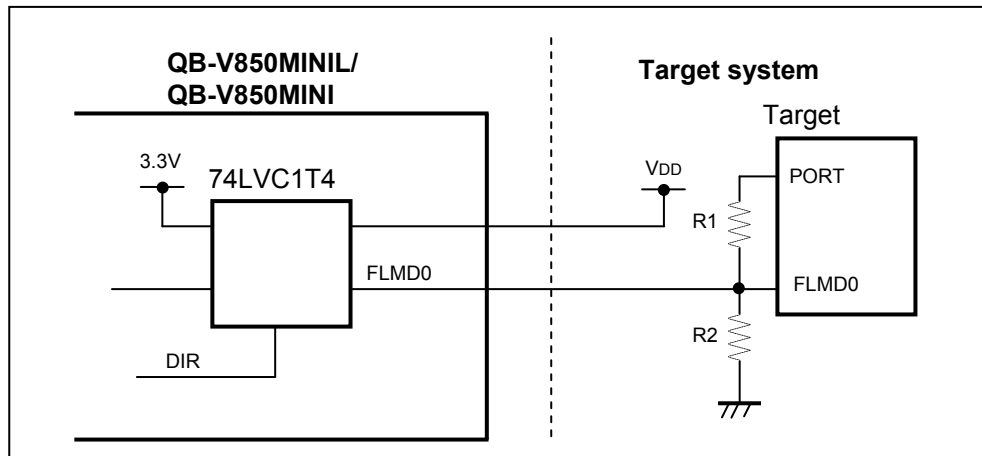 QB-V850MINIL/
QB-V850MINI
Target system
Target
3.3V
74LVC1T4
VDD
PORT
R1
FLMD0
FLMD0
R2
DIR